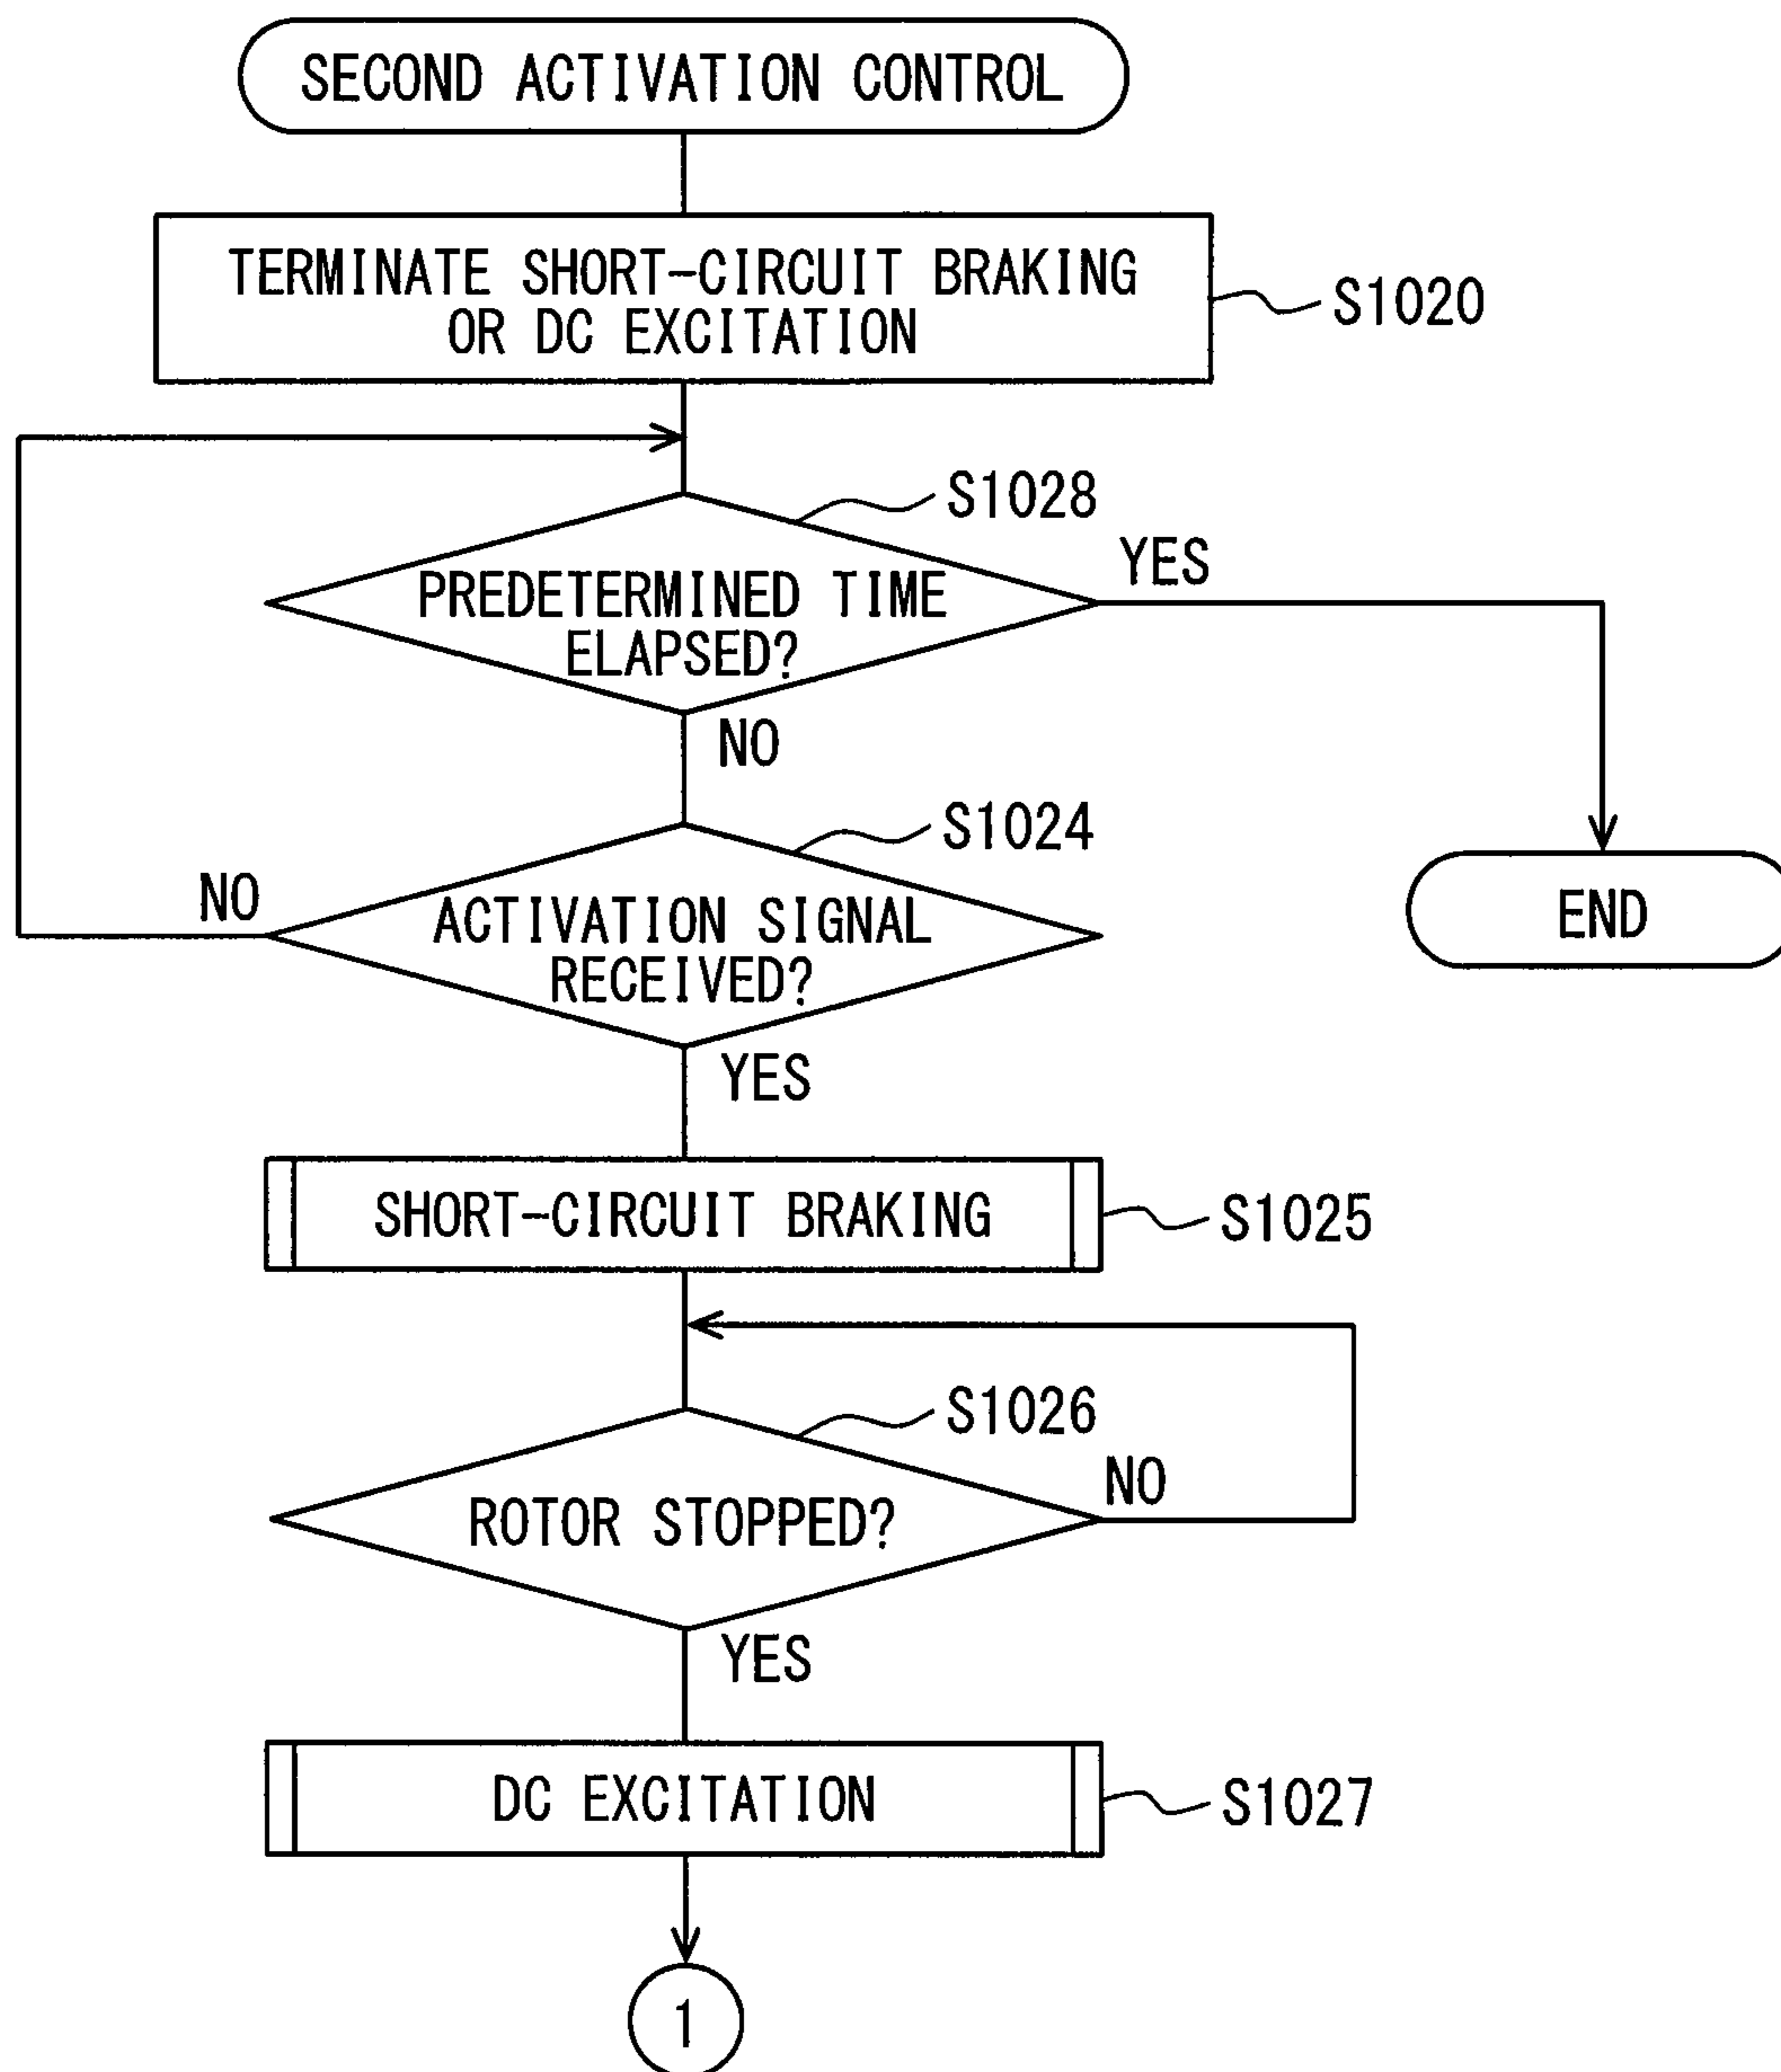 SECOND ACTIVATION CONTROL
TERMINATE SHORT-CIRCUIT BRAKING
OR DC EXCITATION
S1020
S1028
PREDETERMINED TIME
ELAPSED?
YES
NO
S1024
ACTIVATION SIGNAL
RECEIVED?
NO
END
YES
SHORT-CIRCUIT BRAKING
S1025
S1026
ROTOR STOPPED?
NO
YES
DC EXCITATION
S1027
1